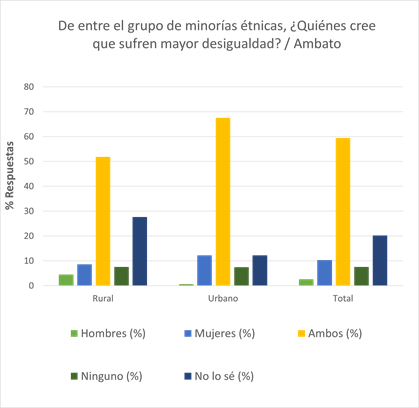 De entre el grupo de minorías étnicas, ¿Quiénes cree
que sufren mayor desigualdad? / Ambato
% Respuestas
80
70
60
50
40
30
20
10
0
Rural
Urbano
Total
Hombres (%)
Mujeres (%)
Ambos (%)
Ninguno (%)
No lo sé (%)